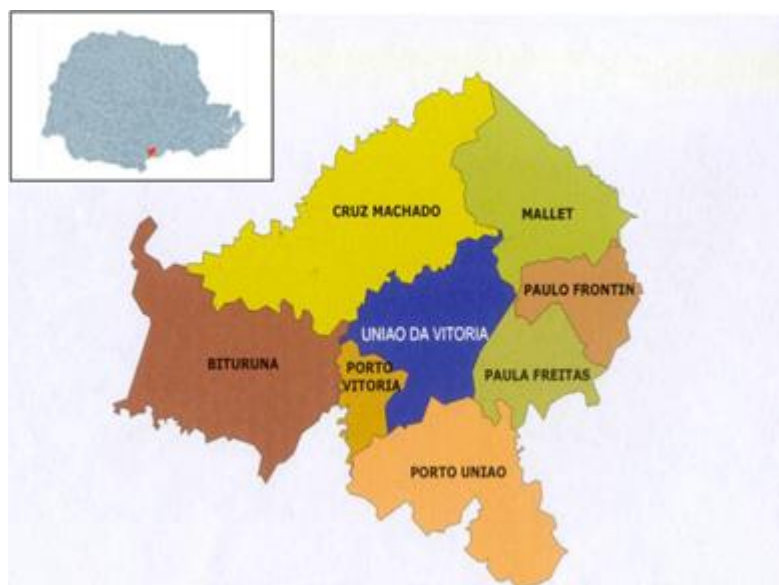 CRUZ MACHADO
MALLET
PAULO FRONTIN
UNIAO DA VITORIA
BITURUNA
PORTO
VITORIA
PAULA FREITAS
PORTO UNIAO